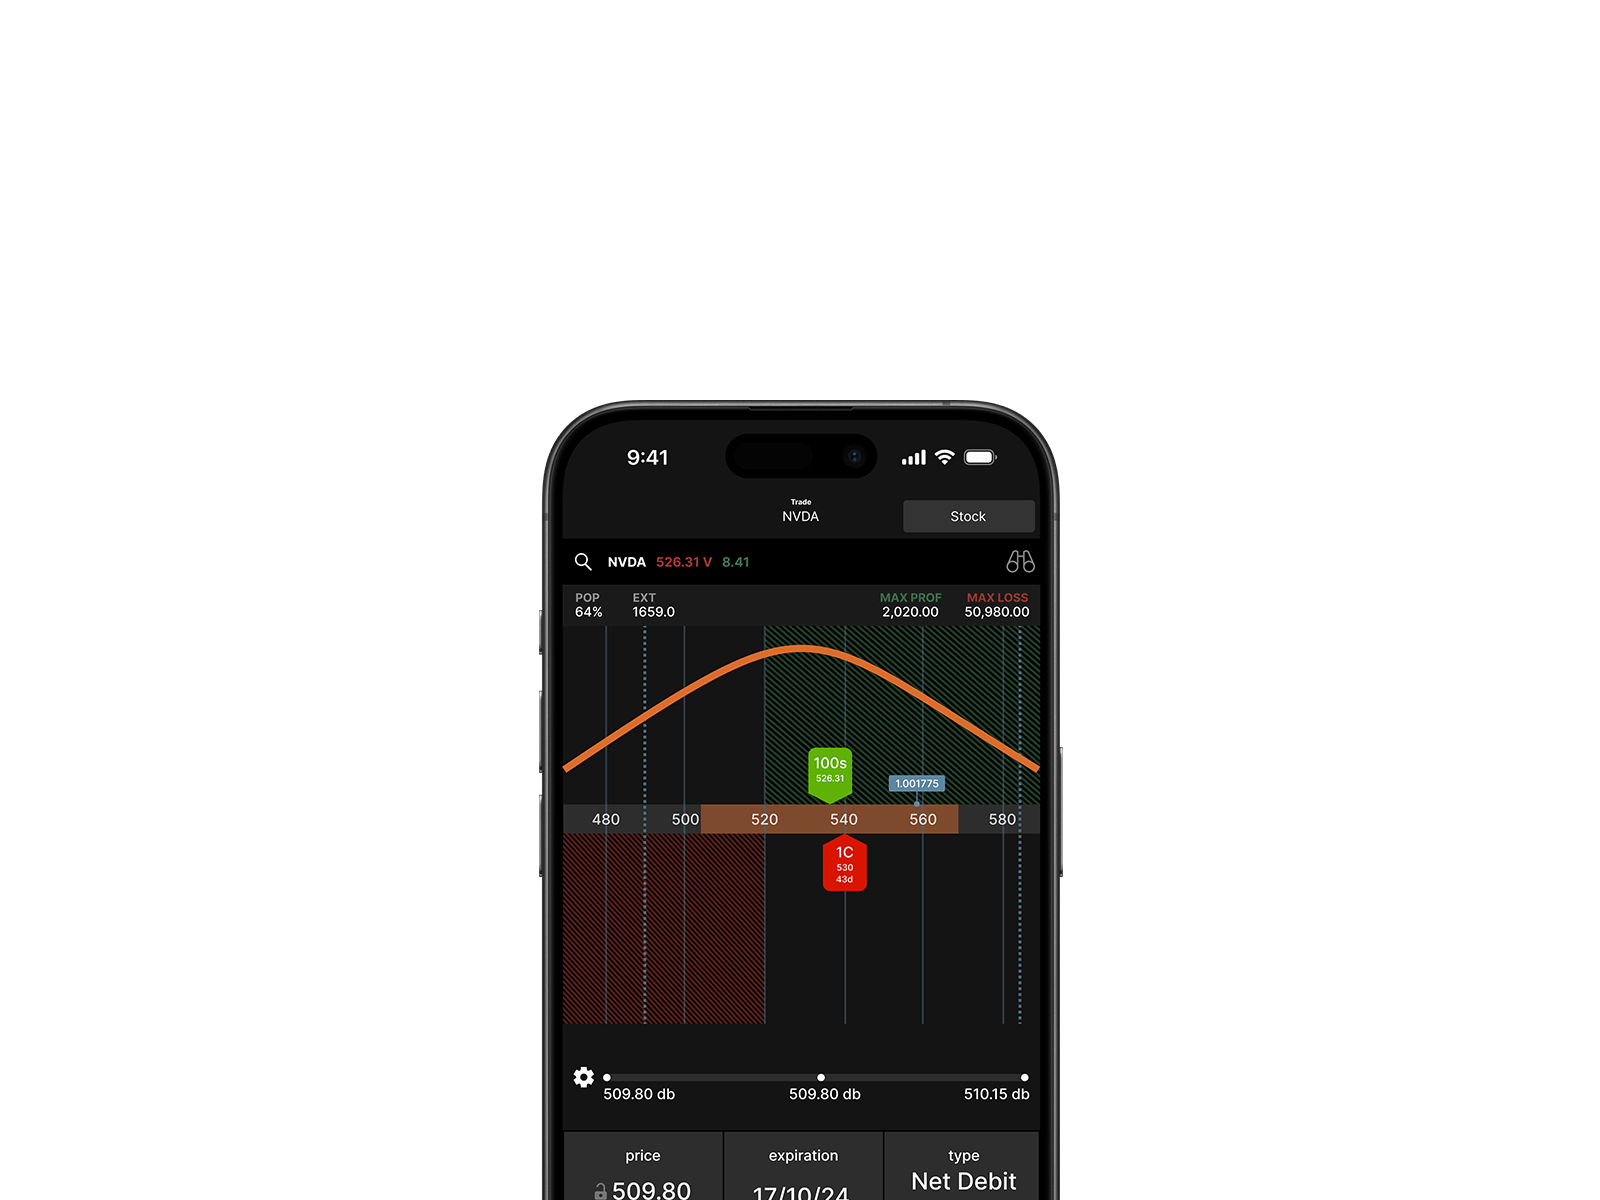 9:41
Trade
NVDA
Stock
NVDA 526.31 V 8.41
POP EXT MAX PROF MAX LOSS
64% 1659.0 2,020.00 50,980.00
100s
526.31
1.001775
480 500 520 540 560 580
1C
530
43d
509.80 db 509.80 db 510.15 db
price expiration type
509.80 17/10/24 Net Debit